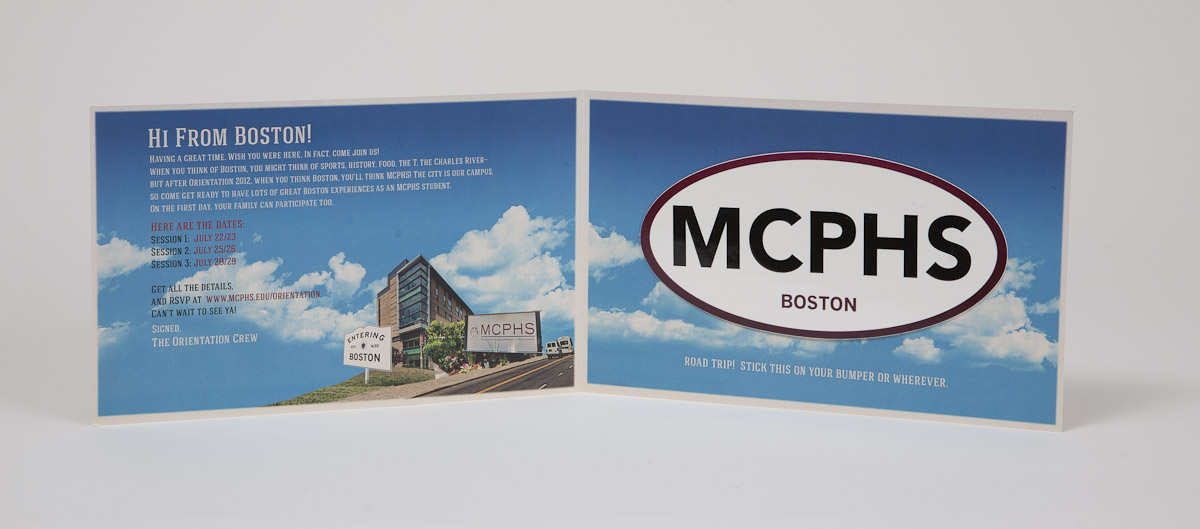 Hi From Boston!
Having a great time. Wish you were here. In fact, come join us!
When you think of Boston, you might think of sports, history, food, the T, the Charles River–
but after Orientation 2012, when you think Boston, you'll think MCPHS! The city is our campus,
so come get ready to have lots of great Boston experiences as an MCPHS student.
On the first day, your family can participate too.
Here are the dates:
Session 1: July 22/23
Session 2: July 25/26
Session 3: July 28/29
Get all the details,
and RSVP at www.mcphs.edu/orientation.
Can't wait to see ya!
Signed,
The Orientation Crew
ENTERING
BOSTON
MCPHS
MCPHS
BOSTON
ROAD TRIP! STICK THIS ON YOUR BUMPER OR WHEREVER.